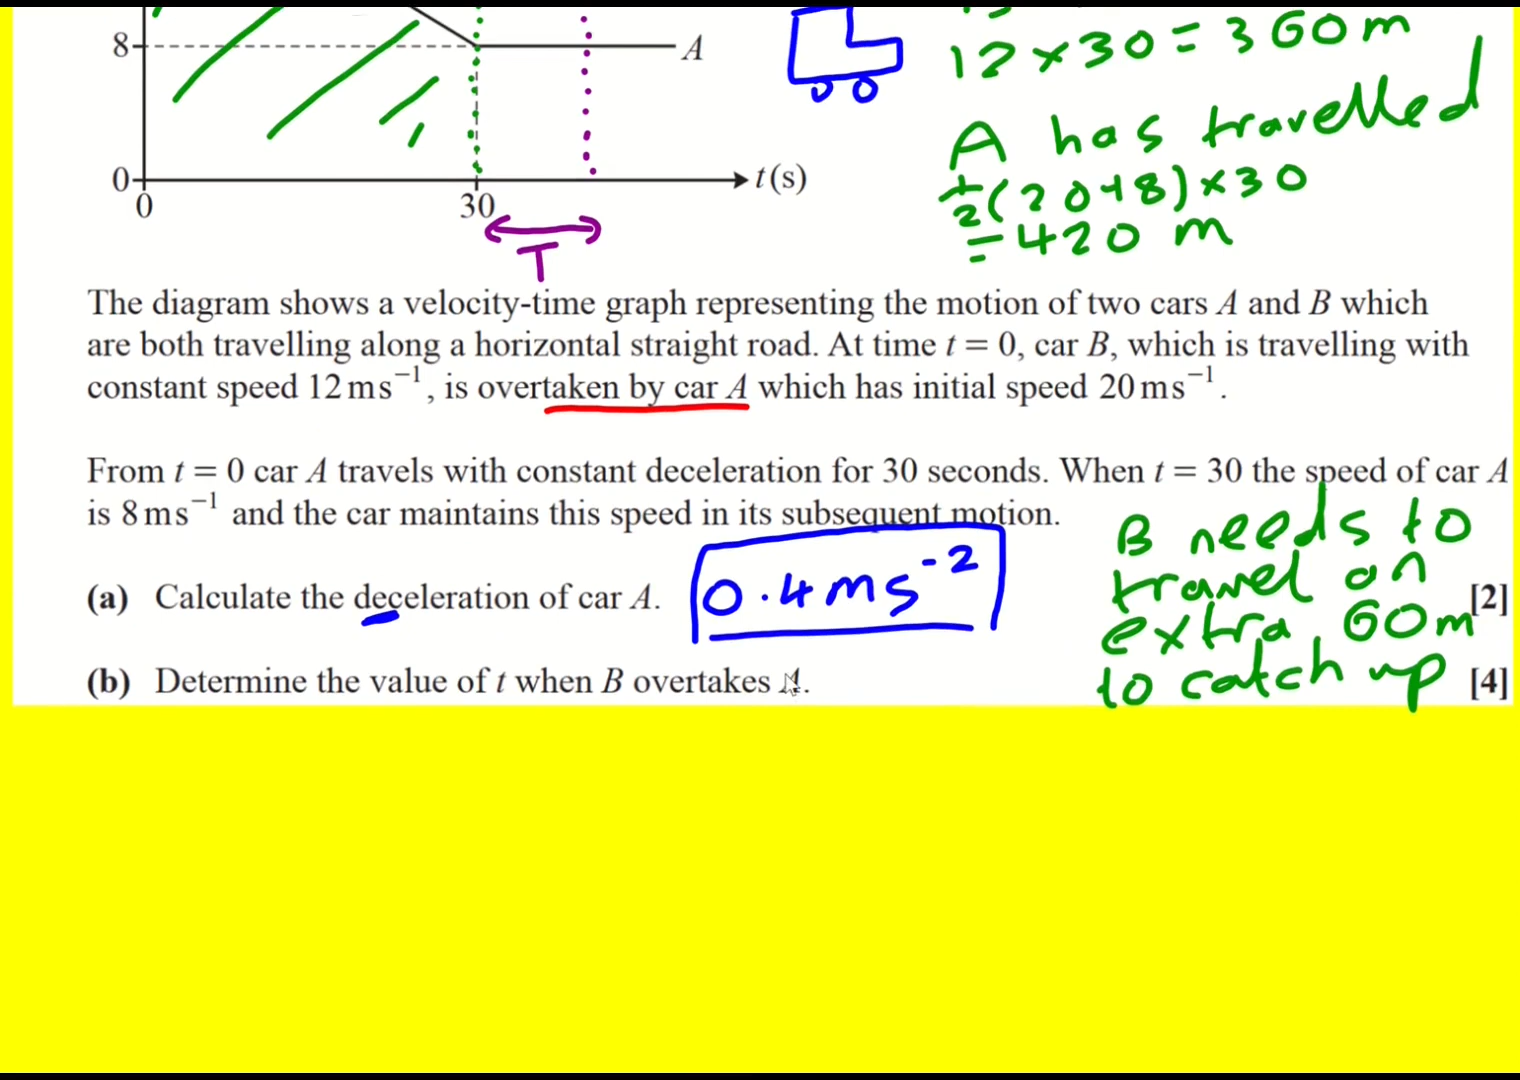 12 × 30 = 360 m
8
A
A has travelled
0
t (s)
½(20+8) × 30
0
30
= 420 m
T
The diagram shows a velocity-time graph representing the motion of two cars A and B which
are both travelling along a horizontal straight road. At time t = 0, car B, which is travelling with
constant speed 12 m s⁻¹, is overtaken by car A which has initial speed 20 m s⁻¹.
From t = 0 car A travels with constant deceleration for 30 seconds. When t = 30 the speed of car A
is 8 m s⁻¹ and the car maintains this speed in its subsequent motion.
B needs to
travel an
extra 60m
to catch up
(a) Calculate the deceleration of car A.
0.4 ms⁻²
[2]
(b) Determine the value of t when B overtakes A.
[4]